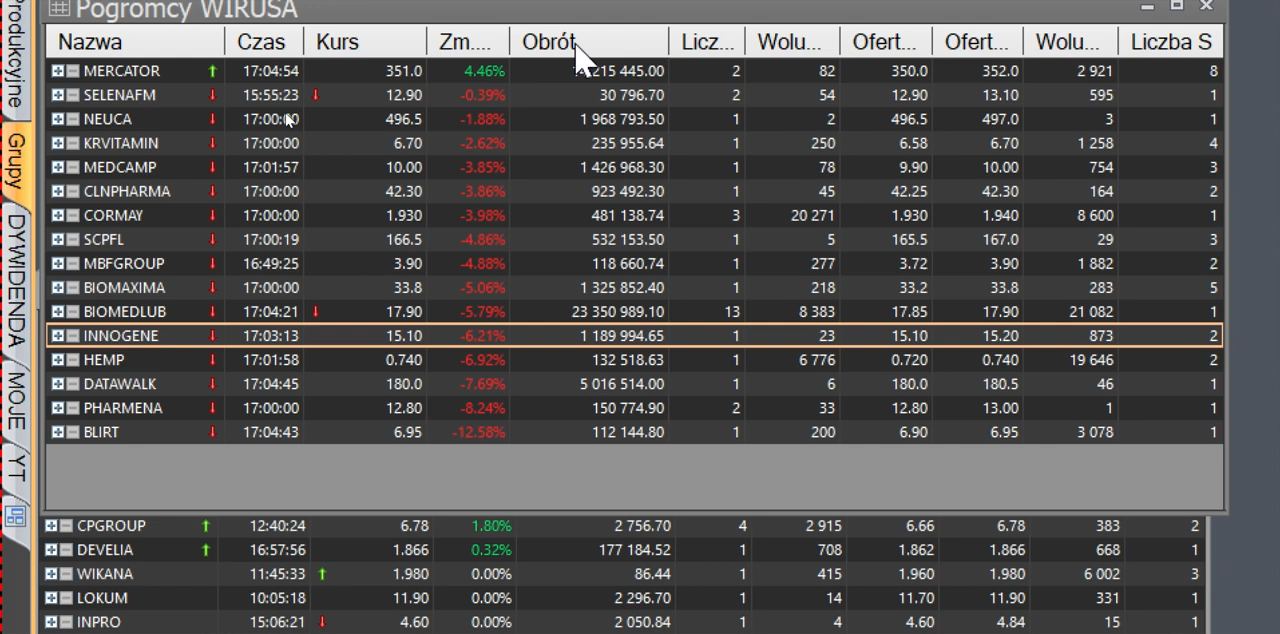 Produkcyjne
Grupy
DYWIDENDA
MOJE
YT
Pogromcy WIRUSA
Nazwa Czas Kurs Zm.... Obrót Licz... Wolu... Ofert... Ofert... Wolu... Liczba S
MERCATOR 17:04:54 351.0 4.46% 215 445.00 2 82 350.0 352.0 2 921 8
SELENAFM 15:55:23 12.90 -0.39% 30 796.70 2 54 12.90 13.10 595 1
NEUCA 17:00:00 496.5 -1.88% 1 968 793.50 1 2 496.5 497.0 3 1
KRVITAMIN 17:00:00 6.70 -2.62% 235 955.64 1 250 6.58 6.70 1 258 4
MEDCAMP 17:01:57 10.00 -3.85% 1 426 968.30 1 78 9.90 10.00 754 3
CLNPHARMA 17:00:00 42.30 -3.86% 923 492.30 1 45 42.25 42.30 164 2
CORMAY 17:00:00 1.930 -3.98% 481 138.74 3 20 271 1.930 1.940 8 600 1
SCPFL 17:00:19 166.5 -4.86% 532 153.50 1 5 165.5 167.0 29 3
MBFGROUP 16:49:25 3.90 -4.88% 118 660.74 1 277 3.72 3.90 1 882 2
BIOMAXIMA 17:00:00 33.8 -5.06% 1 325 852.40 1 218 33.2 33.8 283 5
BIOMEDLUB 17:04:21 17.90 -5.79% 23 350 989.10 13 8 383 17.85 17.90 21 082 1
INNOGENE 17:03:13 15.10 -6.21% 1 189 994.65 1 23 15.10 15.20 873 2
HEMP 17:01:58 0.740 -6.92% 132 518.63 1 6 776 0.720 0.740 19 646 2
DATAWALK 17:04:45 180.0 -7.69% 5 016 514.00 1 6 180.0 180.5 46 1
PHARMENA 17:00:00 12.80 -8.24% 150 774.90 2 33 12.80 13.00 1 1
BLIRT 17:04:43 6.95 -12.58% 112 144.80 1 200 6.90 6.95 3 078 1
CPGROUP 12:40:24 6.78 1.80% 2 756.70 4 2 915 6.66 6.78 383 2
DEVELIA 16:57:56 1.866 0.32% 177 184.52 1 708 1.862 1.866 668 1
WIKANA 11:45:33 1.980 0.00% 86.44 1 415 1.960 1.980 6 002 3
LOKUM 10:05:18 11.90 0.00% 2 296.70 1 14 11.70 11.90 331 1
INPRO 15:06:21 4.60 0.00% 2 050.84 1 4 4.60 4.84 15 1